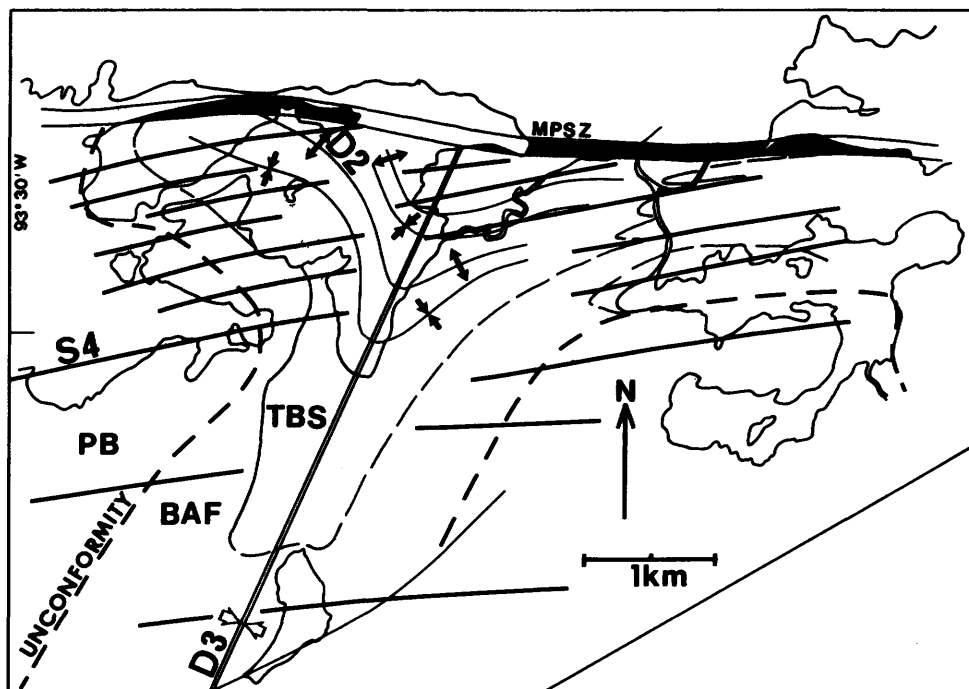 MPSZ
D2
93° 30' W
S4
N
TBS
PB
BAF
UNCONFORMITY
1km
D3